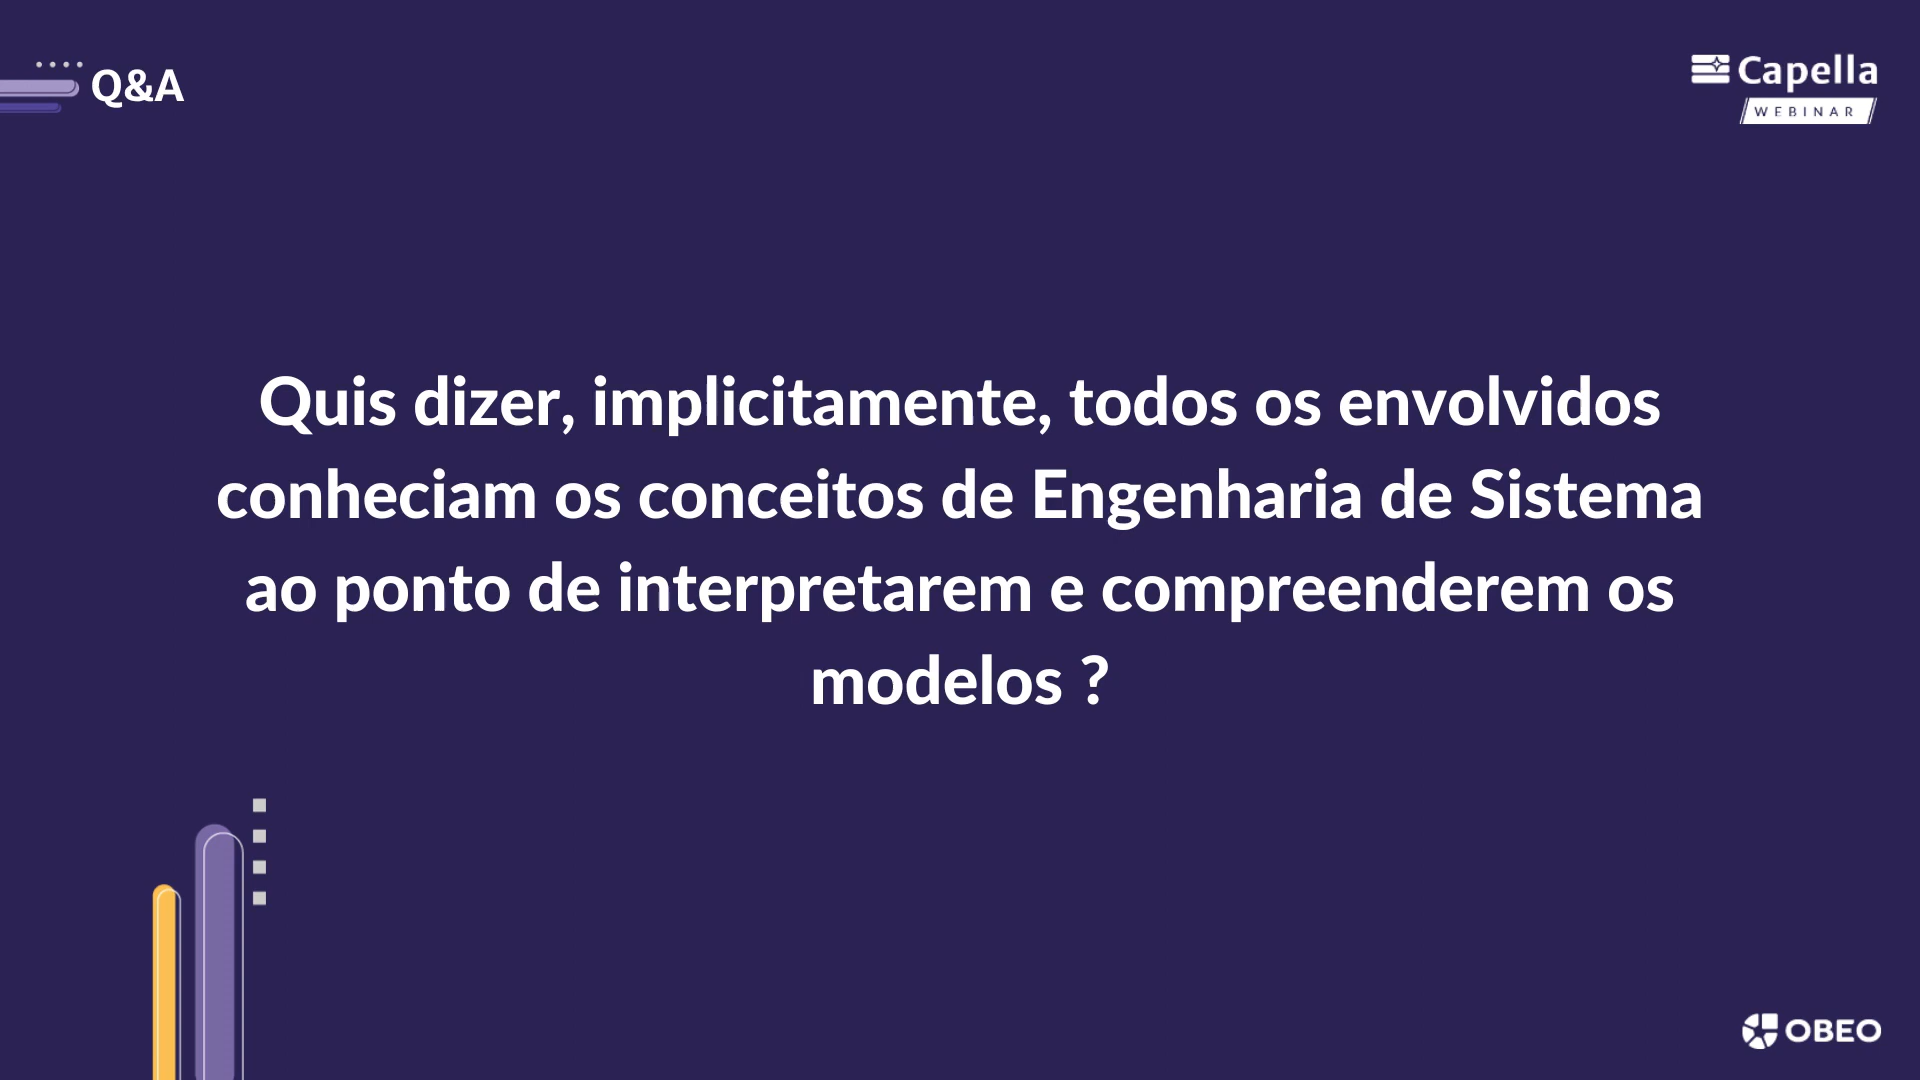 Q&A
Capella
WEBINAR
Quis dizer, implicitamente, todos os envolvidos
conheciam os conceitos de Engenharia de Sistema
ao ponto de interpretarem e compreenderem os
modelos ?
OBEO